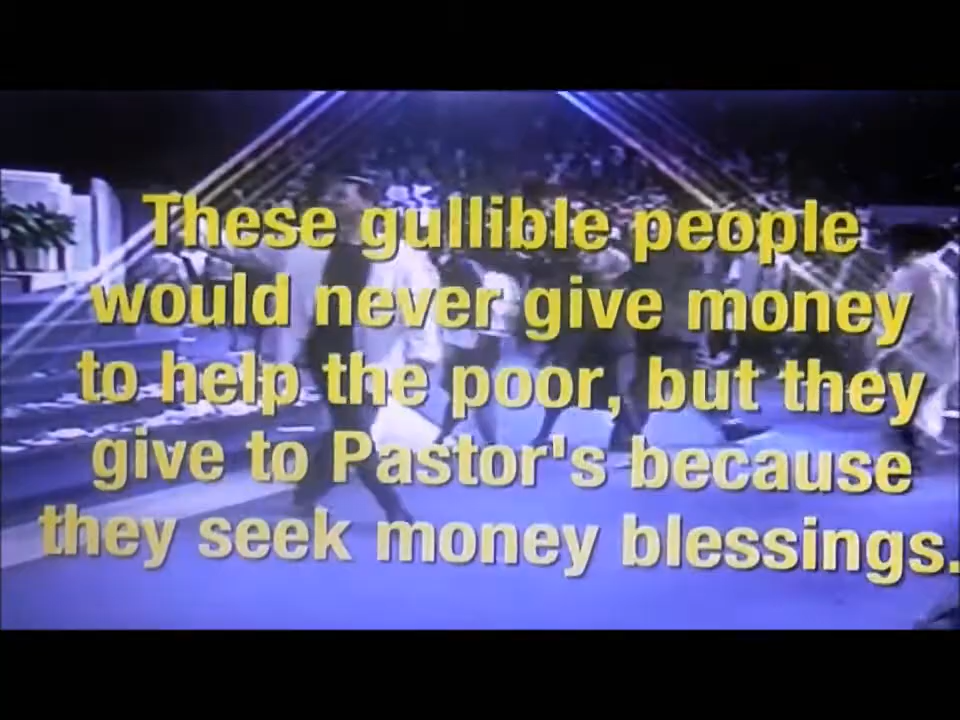 These gullible people
would never give money
to help the poor, but they
give to Pastor's because
they seek money blessings.